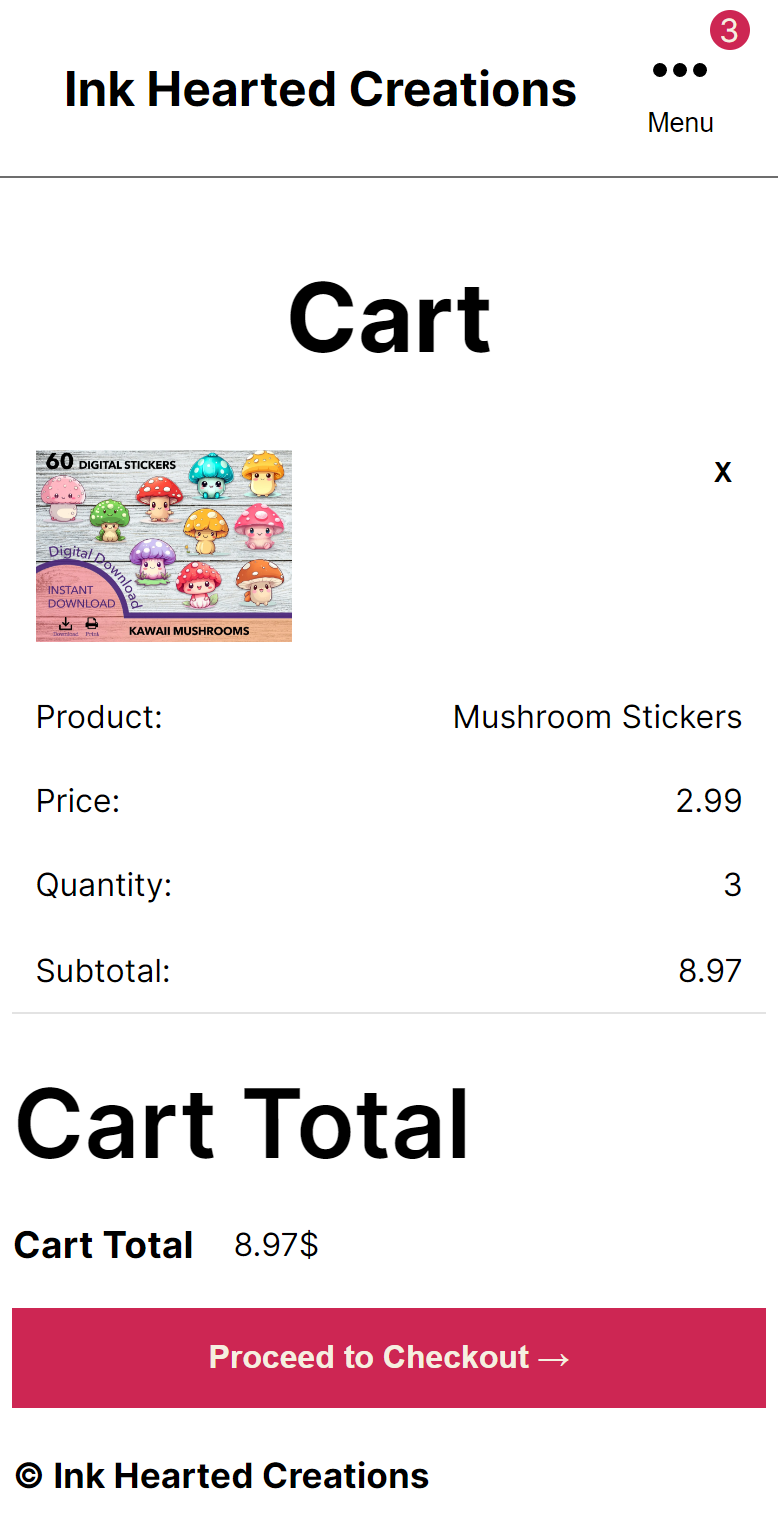 3
Ink Hearted Creations
Menu
Cart
X
60 DIGITAL STICKERS
Digital Download
INSTANT
DOWNLOAD
Download Print
KAWAII MUSHROOMS
Product: Mushroom Stickers
Price: 2.99
Quantity: 3
Subtotal: 8.97
Cart Total
Cart Total 8.97$
Proceed to Checkout →
© Ink Hearted Creations